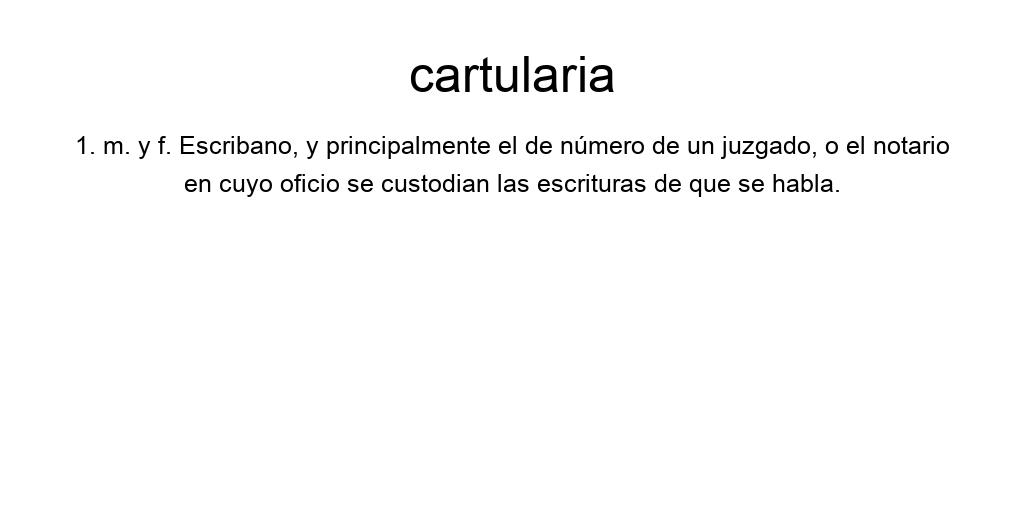 cartularia
1. m. y f. Escribano, y principalmente el de número de un juzgado, o el notario
en cuyo oficio se custodian las escrituras de que se habla.